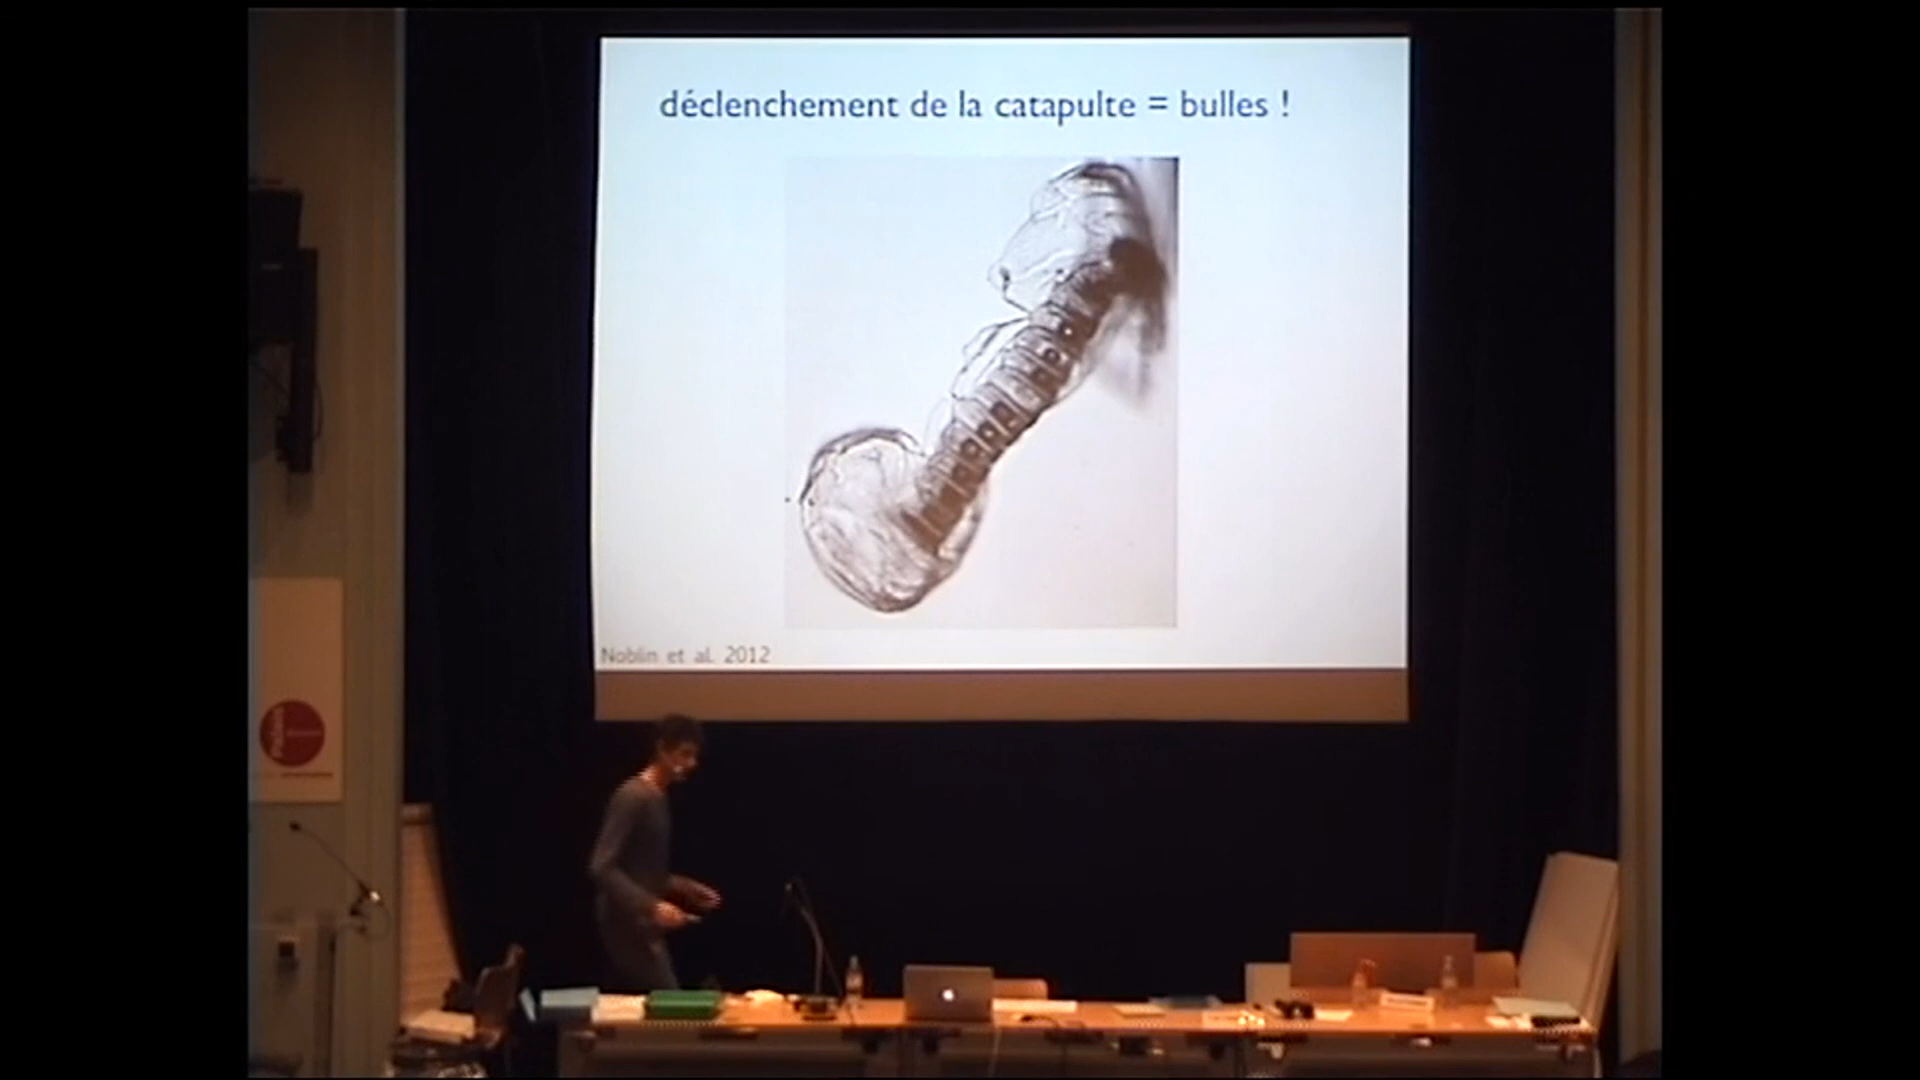 déclenchement de la catapulte = bulles !
Noblin et al. 2012